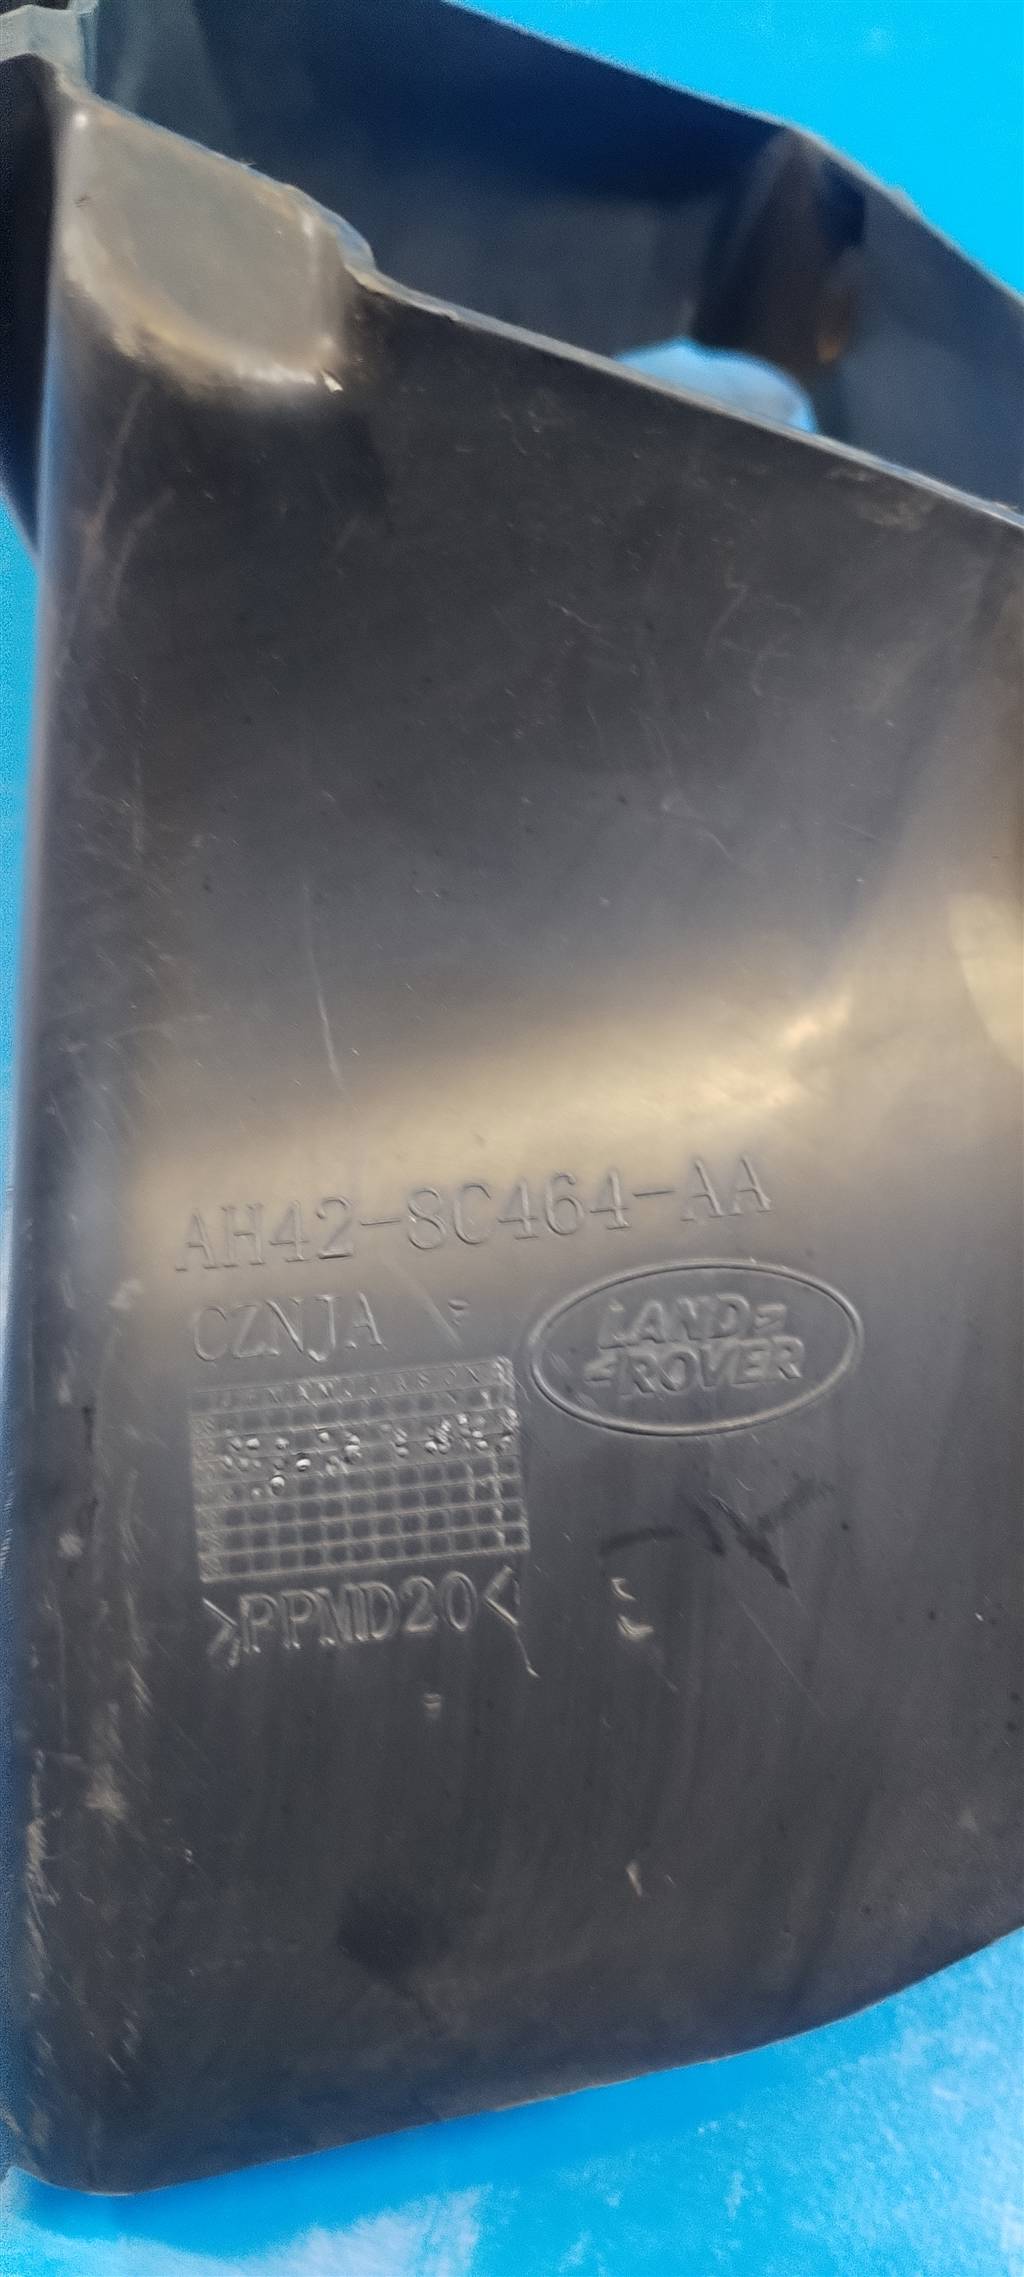 AH42-8C464-AA
CZNJA
LAND
ROVER
>PPMD20<